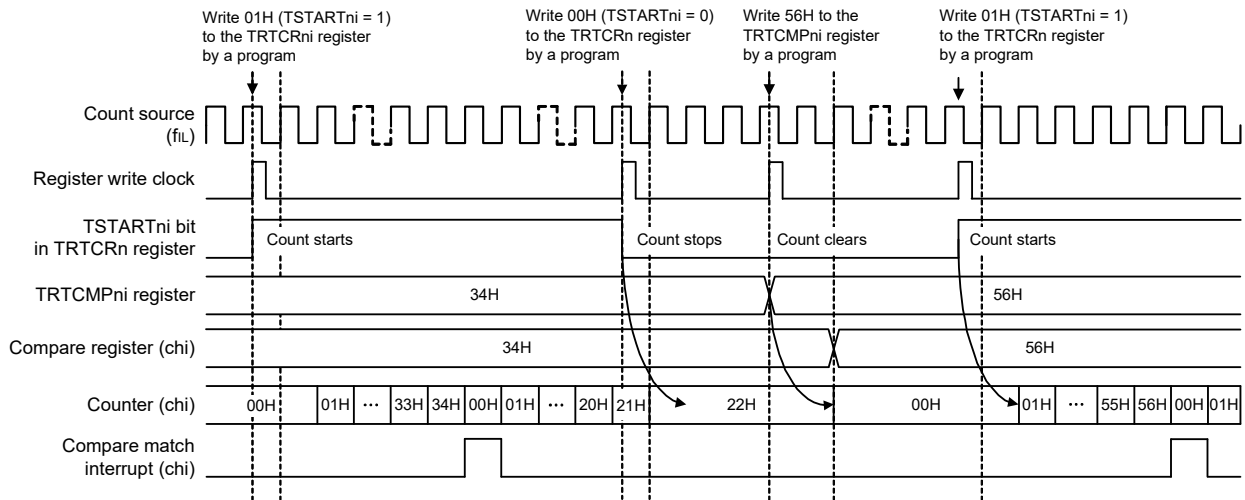 Write 01H (TSTARTni = 1)
to the TRTCRni register
by a program
Write 00H (TSTARTni = 0)
to the TRTCRn register
by a program
Write 56H to the
TRTCMPni register
by a program
Write 01H (TSTARTni = 1)
to the TRTCRn register
by a program
Count source
(fIL)
Register write clock
TSTARTni bit
in TRTCRn register
Count starts
Count stops
Count clears
Count starts
TRTCMPni register
34H
56H
Compare register (chi)
34H
56H
Counter (chi)
00H 01H ··· 33H 34H 00H 01H ··· 20H 21H 22H 00H 01H ··· 55H 56H 00H 01H
Compare match
interrupt (chi)